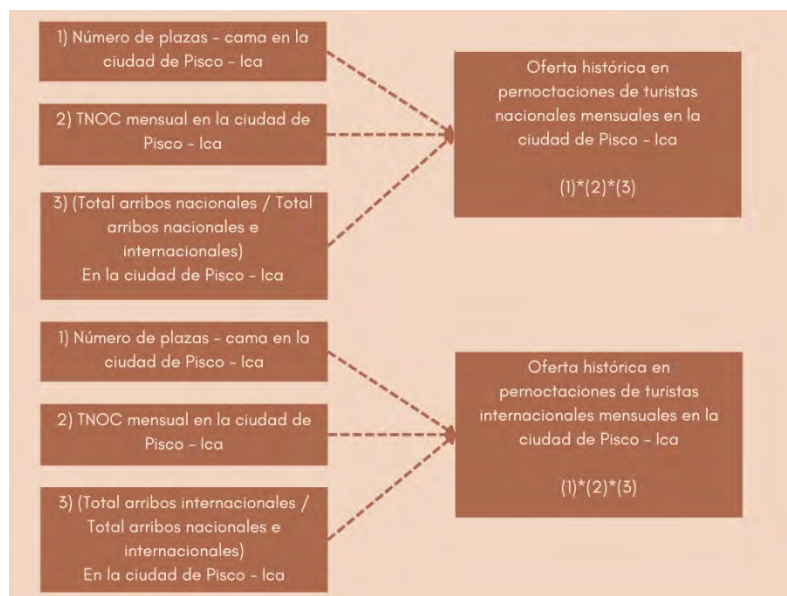 1) Número de plazas - cama en la
ciudad de Pisco - Ica
2) TNOC mensual en la ciudad de
Pisco - Ica
3) (Total arribos nacionales / Total
arribos nacionales e
internacionales)
En la ciudad de Pisco - Ica
Oferta histórica en
pernoctaciones de turistas
nacionales mensuales en la
ciudad de Pisco - Ica
(1)*(2)*(3)
1) Número de plazas - cama en la
ciudad de Pisco - Ica
2) TNOC mensual en la ciudad de
Pisco - Ica
3) (Total arribos internacionales /
Total arribos nacionales e
internacionales)
En la ciudad de Pisco - Ica
Oferta histórica en
pernoctaciones de turistas
internacionales mensuales en la
ciudad de Pisco - Ica
(1)*(2)*(3)